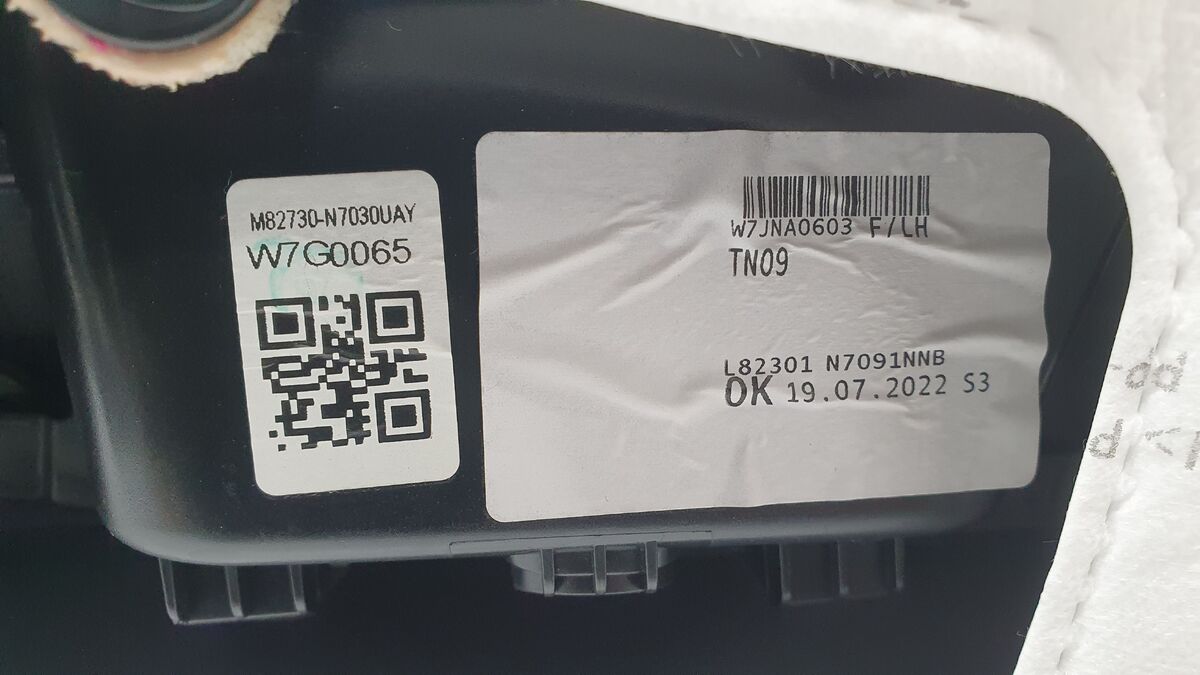 M82730-N7030UAY
W7G0065
W7JNA0603 F/LH
TN09
L82301 N7091NNB
OK 19.07.2022 S3